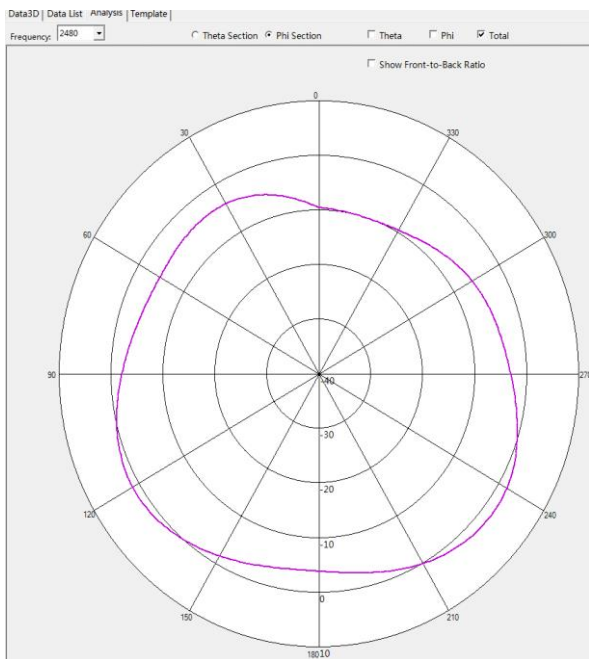 Data3D Data List Analysis Template
Frequency: 2480 Theta Section Phi Section Theta Phi Total
Show Front-to-Back Ratio
0
30 330
60 300
90 -40 270
-30
-20
120 240
-10
0
150 210
180 10